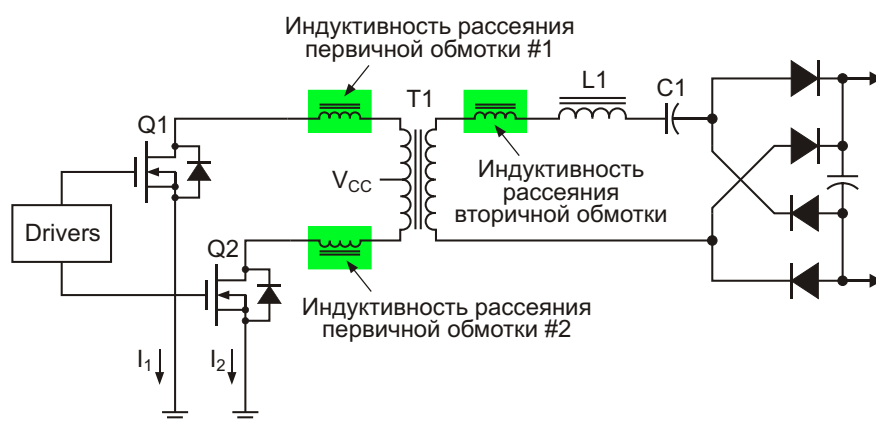 Индуктивность рассеяния
первичной обмотки #1
Q1
T1
L1
C1
VCC
Индуктивность
рассеяния
вторичной обмотки
Drivers
Q2
Индуктивность рассеяния
первичной обмотки #2
I1
I2